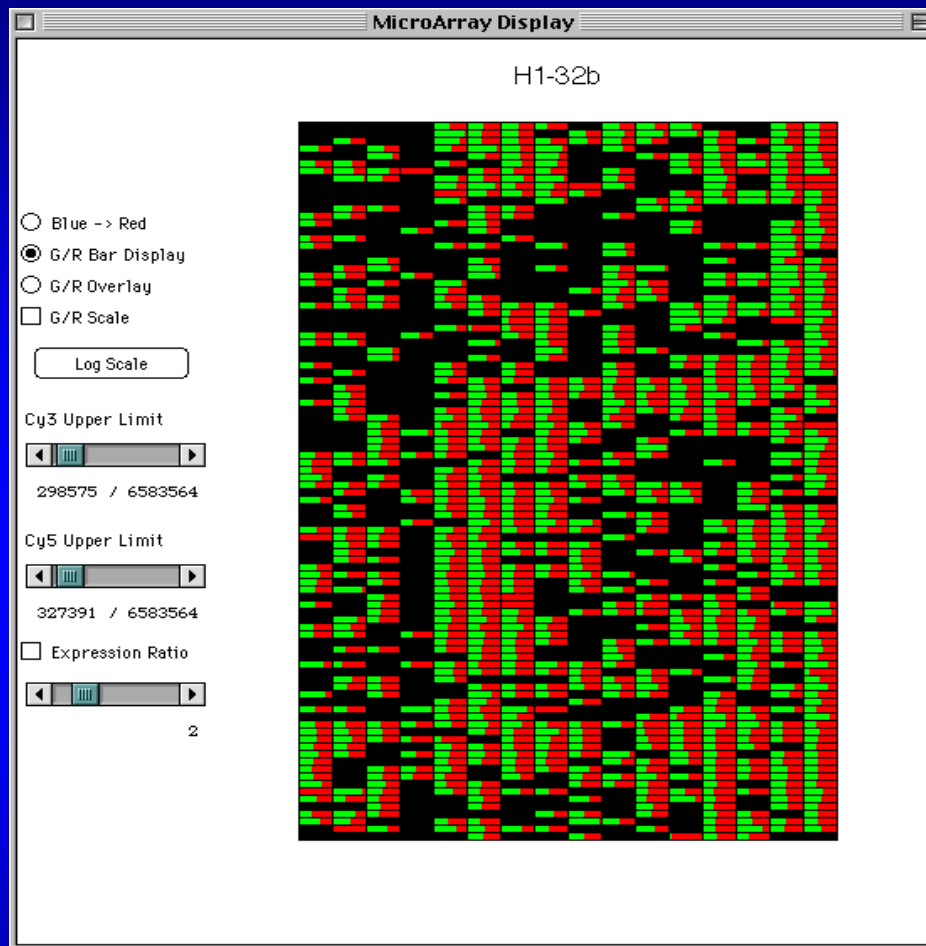 MicroArray Display
H1-32b
Blue -> Red
G/R Bar Display
G/R Overlay
G/R Scale
Log Scale
Cy3 Upper Limit
298575 / 6583564
Cy5 Upper Limit
327391 / 6583564
Expression Ratio
2